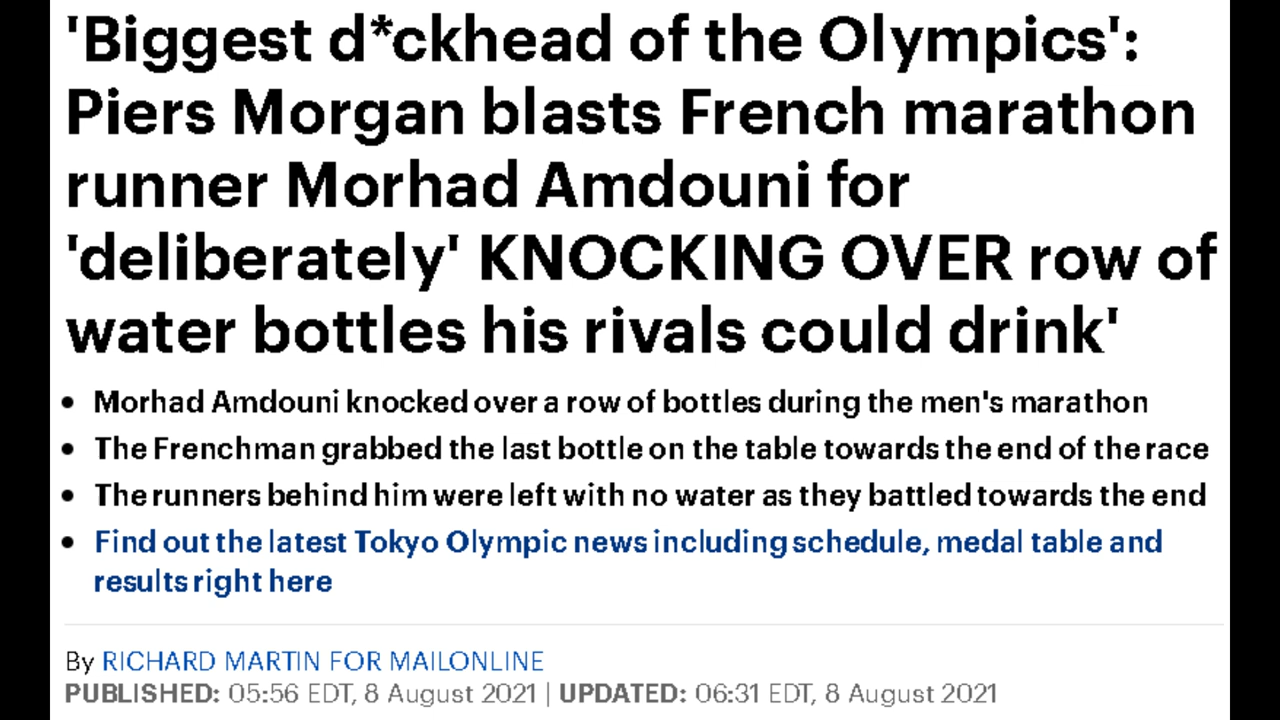 'Biggest d*ckhead of the Olympics':
Piers Morgan blasts French marathon
runner Morhad Amdouni for
'deliberately' KNOCKING OVER row of
water bottles his rivals could drink'
• Morhad Amdouni knocked over a row of bottles during the men's marathon
• The Frenchman grabbed the last bottle on the table towards the end of the race
• The runners behind him were left with no water as they battled towards the end
• Find out the latest Tokyo Olympic news including schedule, medal table and
results right here
By RICHARD MARTIN FOR MAILONLINE
PUBLISHED: 05:56 EDT, 8 August 2021 | UPDATED: 06:31 EDT, 8 August 2021